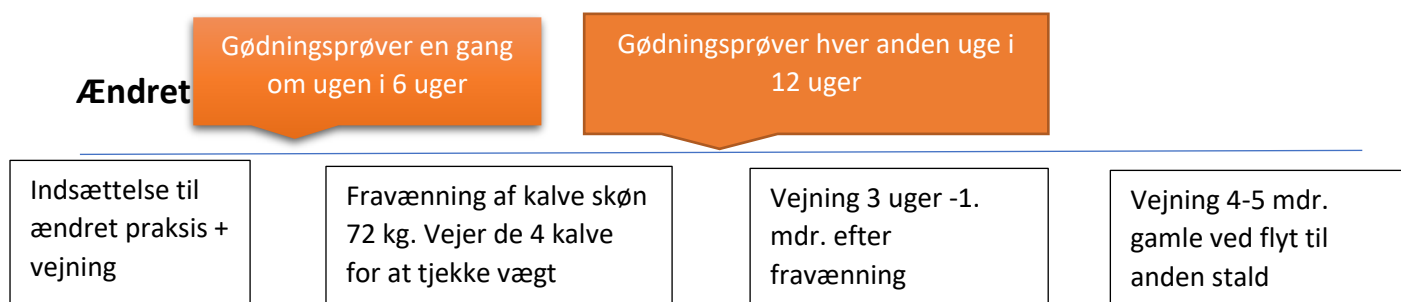 Gødningsprøver en gang
om ugen i 6 uger
Gødningsprøver hver anden uge i
12 uger
Ændret
Indsættelse til
ændret praksis +
vejning
Fravænning af kalve skøn
72 kg. Vejer de 4 kalve
for at tjekke vægt
Vejning 3 uger -1.
mdr. efter
fravænning
Vejning 4-5 mdr.
gamle ved flyt til
anden stald